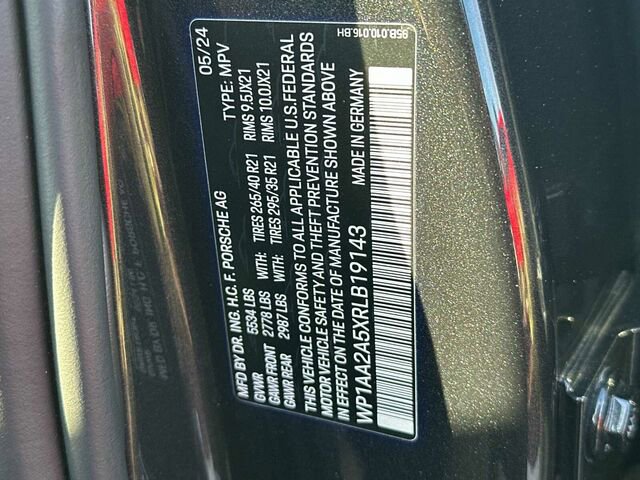 MFD BY DR. ING. H.C. F. PORSCHE AG 05/24
GVWR 5534 LBS TYPE: MPV
GAWR FRONT 2778 LBS WITH: TIRES 265/40 R21 RIMS 9.5JX21
GAWR REAR 2987 LBS WITH: TIRES 295/35 R21 RIMS 10.0JX21
THIS VEHICLE CONFORMS TO ALL APPLICABLE U.S. FEDERAL
MOTOR VEHICLE SAFETY AND THEFT PREVENTION STANDARDS
IN EFFECT ON THE DATE OF MANUFACTURE SHOWN ABOVE
MADE IN GERMANY
WP1AA2A5XRLB19143
95B.010.016.BH